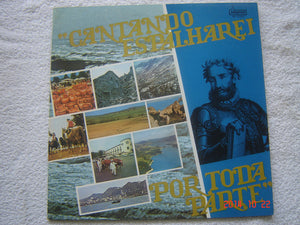 "CANTANDO
ESPALHAREI
POR TODA
PARTE"